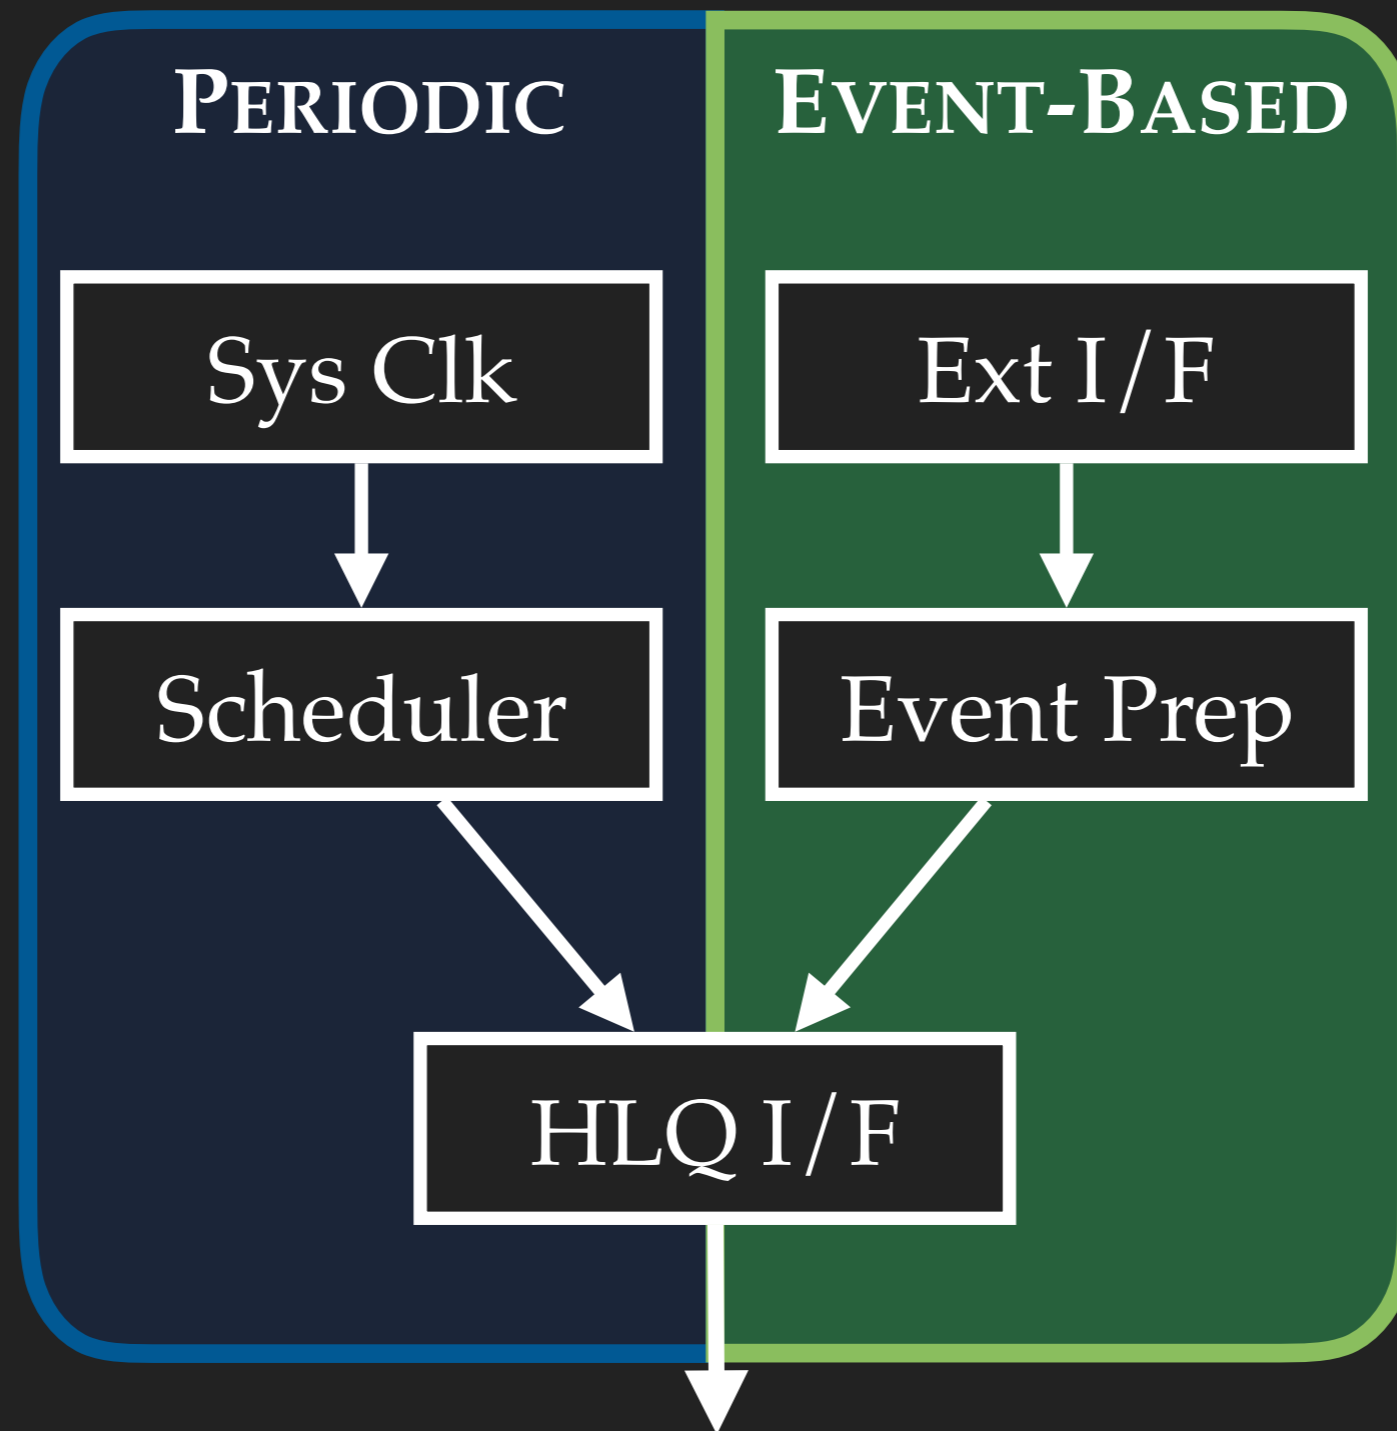 PERIODIC
EVENT-BASED
Sys Clk
Ext I/F
Scheduler
Event Prep
HLQ I/F